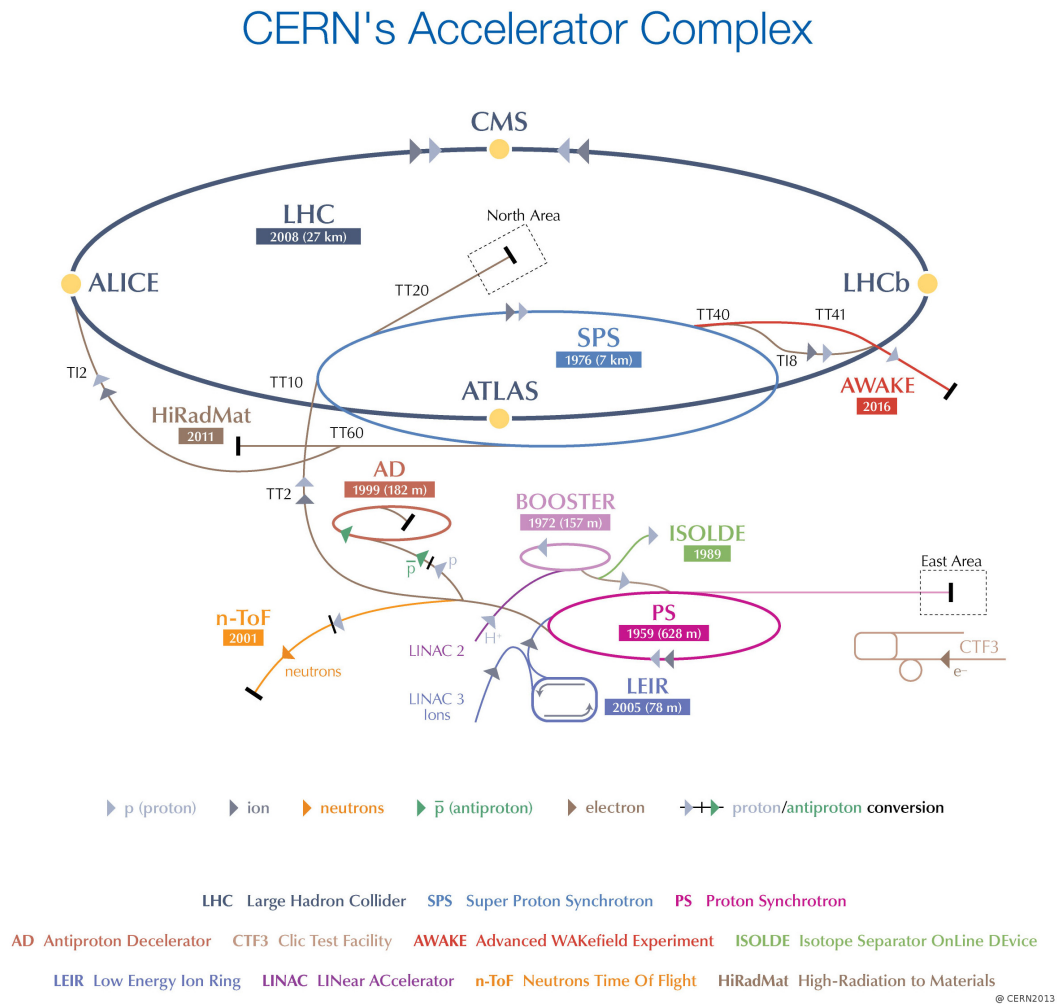 CERN's Accelerator Complex
CMS
LHC
2008 (27 km)
North Area
ALICE
LHCb
TT20
TT40
TT41
SPS
1976 (7 km)
TI8
TI2
TT10
ATLAS
AWAKE
2016
HiRadMat
2011
TT60
AD
1999 (182 m)
TT2
BOOSTER
1972 (157 m)
ISOLDE
1989
p̅
p
East Area
n-ToF
2001
PS
1959 (628 m)
H⁺
LINAC 2
neutrons
CTF3
e⁻
LEIR
2005 (78 m)
LINAC 3
Ions
p (proton) ion neutrons p̅ (antiproton) electron proton/antiproton conversion
LHC Large Hadron Collider SPS Super Proton Synchrotron PS Proton Synchrotron
AD Antiproton Decelerator CTF3 Clic Test Facility AWAKE Advanced WAKefield Experiment ISOLDE Isotope Separator OnLine DEvice
LEIR Low Energy Ion Ring LINAC LINear ACcelerator n-ToF Neutrons Time Of Flight HiRadMat High-Radiation to Materials
@ CERN2013